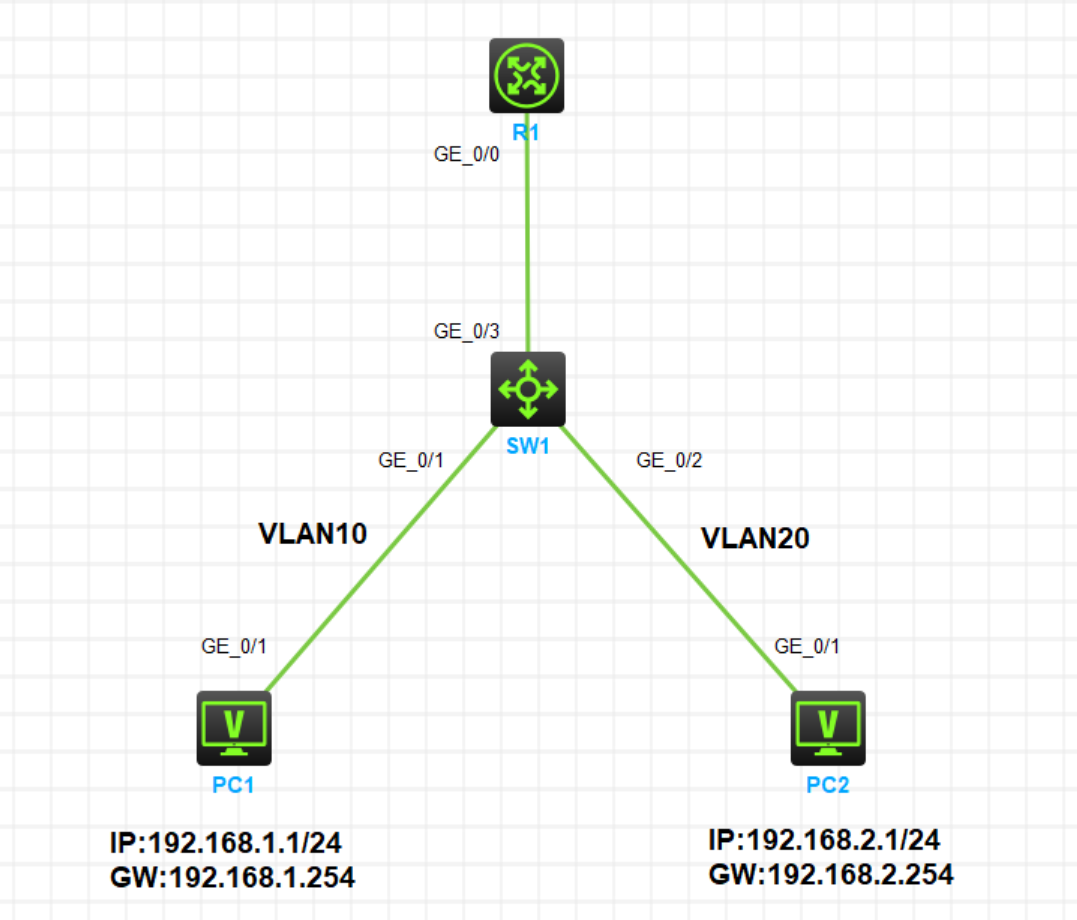 R1
GE_0/0
GE_0/3
SW1
GE_0/1
GE_0/2
VLAN10
VLAN20
GE_0/1
GE_0/1
PC1
PC2
IP:192.168.1.1/24
GW:192.168.1.254
IP:192.168.2.1/24
GW:192.168.2.254